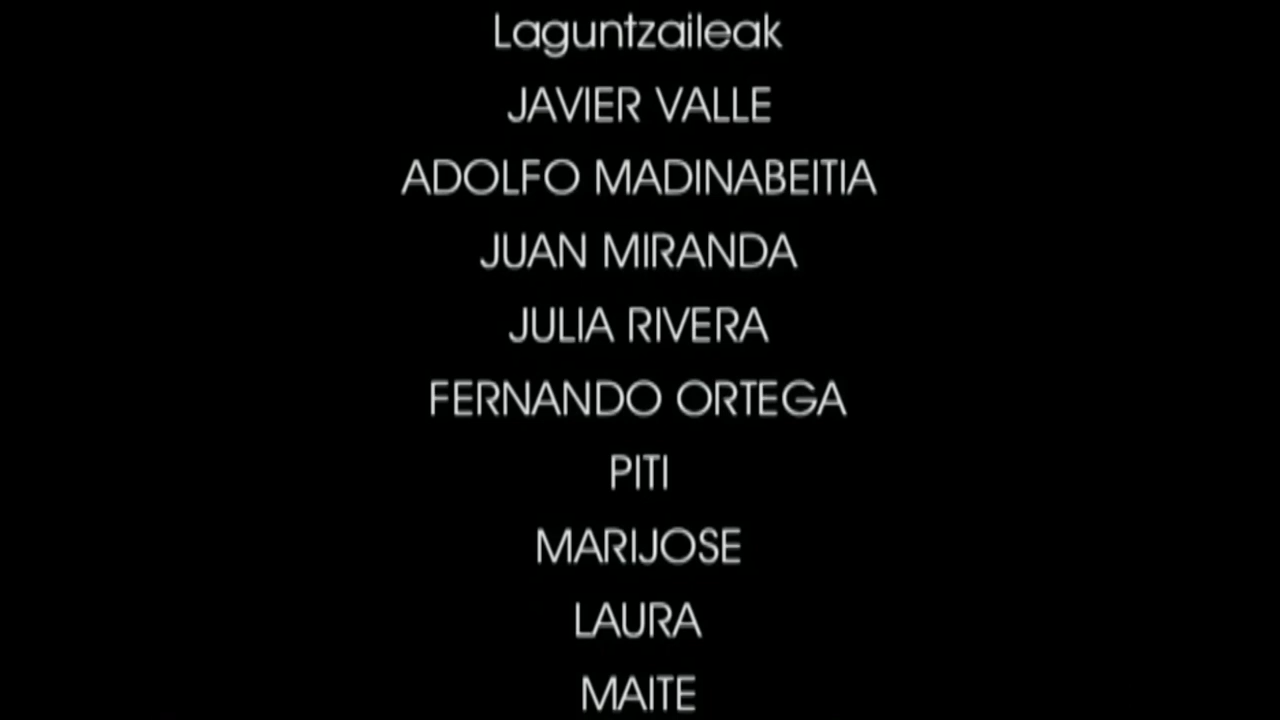 Laguntzaileak
JAVIER VALLE
ADOLFO MADINABEITIA
JUAN MIRANDA
JULIA RIVERA
FERNANDO ORTEGA
PITI
MARIJOSE
LAURA
MAITE